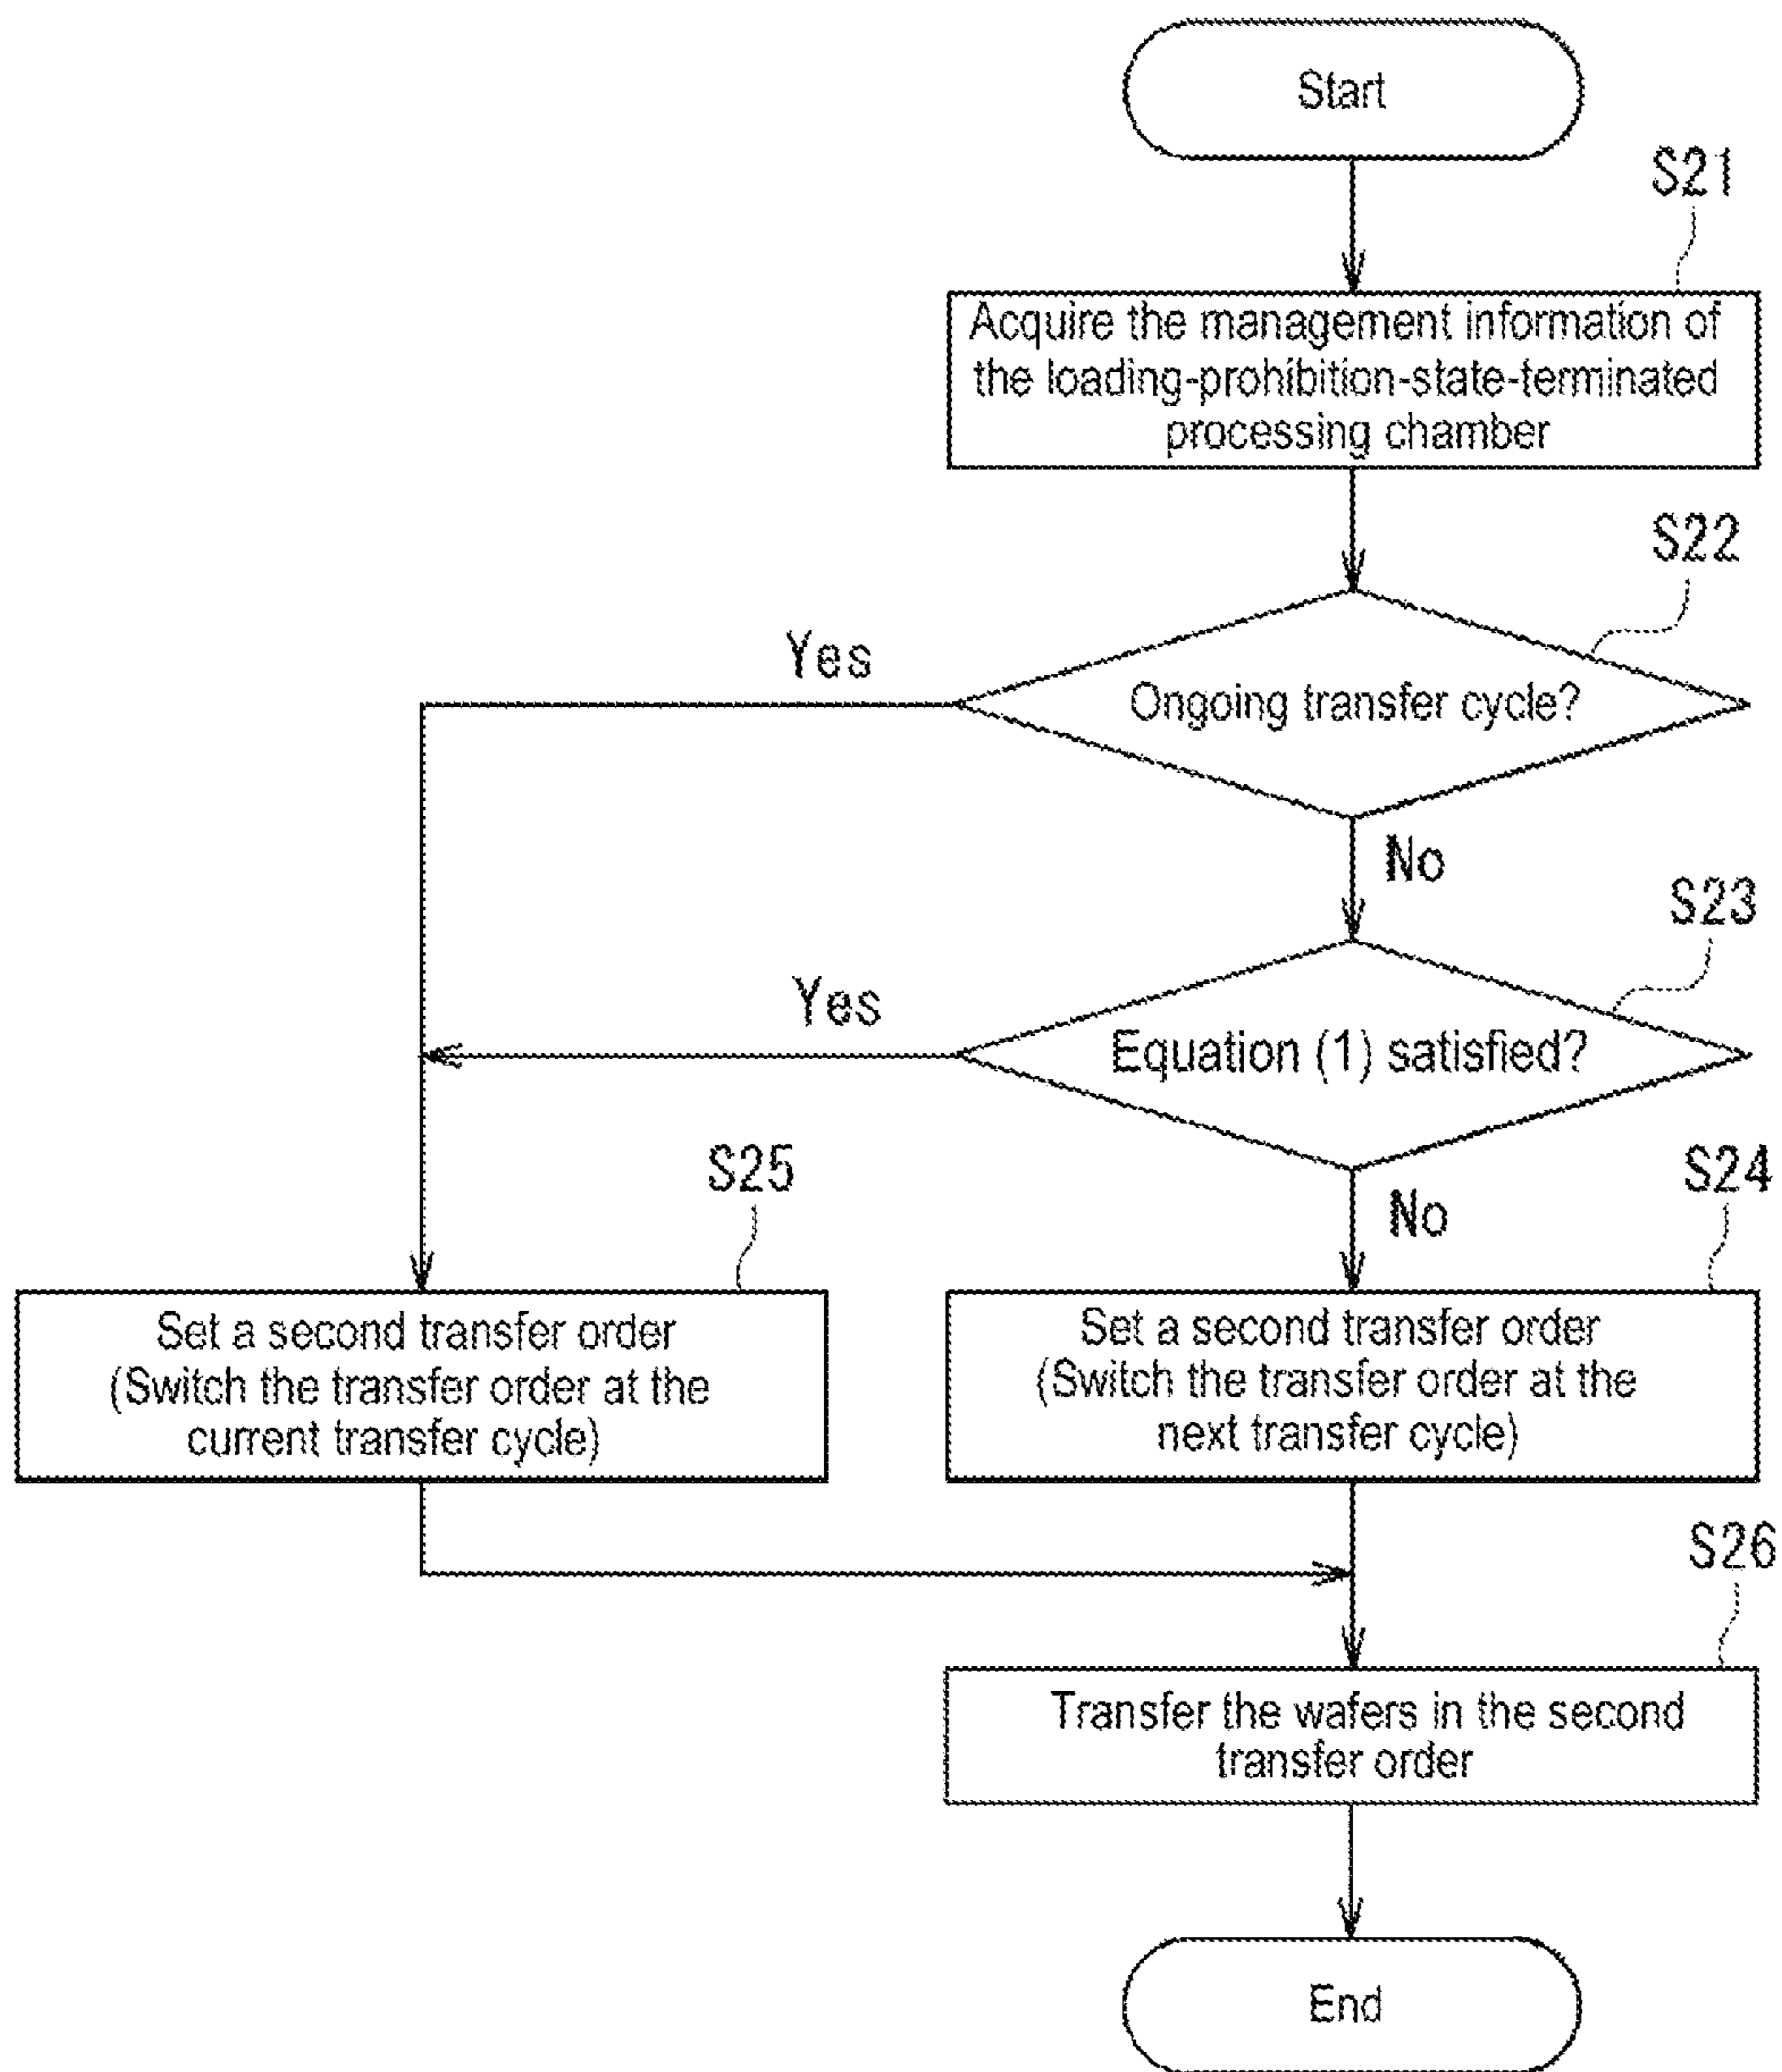 Start
S21
Acquire the management information of
the loading-prohibition-state-terminated
processing chamber
S22
Yes
Ongoing transfer cycle?
No
S23
Yes
Equation (1) satisfied?
No
S25
S24
Set a second transfer order
(Switch the transfer order at the
current transfer cycle)
Set a second transfer order
(Switch the transfer order at the
next transfer cycle)
S26
Transfer the wafers in the second
transfer order
End